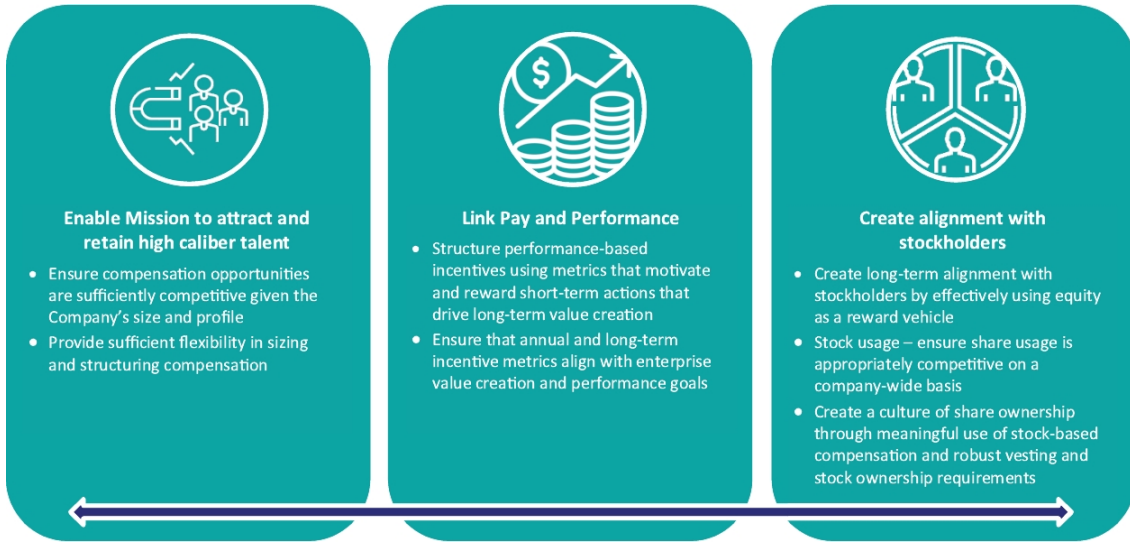 $
Enable Mission to attract and
retain high caliber talent
• Ensure compensation opportunities
are sufficiently competitive given the
Company's size and profile
• Provide sufficient flexibility in sizing
and structuring compensation
Link Pay and Performance
• Structure performance-based
incentives using metrics that motivate
and reward short-term actions that
drive long-term value creation
• Ensure that annual and long-term
incentive metrics align with enterprise
value creation and performance goals
Create alignment with
stockholders
• Create long-term alignment with
stockholders by effectively using equity
as a reward vehicle
• Stock usage – ensure share usage is
appropriately competitive on a
company-wide basis
• Create a culture of share ownership
through meaningful use of stock-based
compensation and robust vesting and
stock ownership requirements